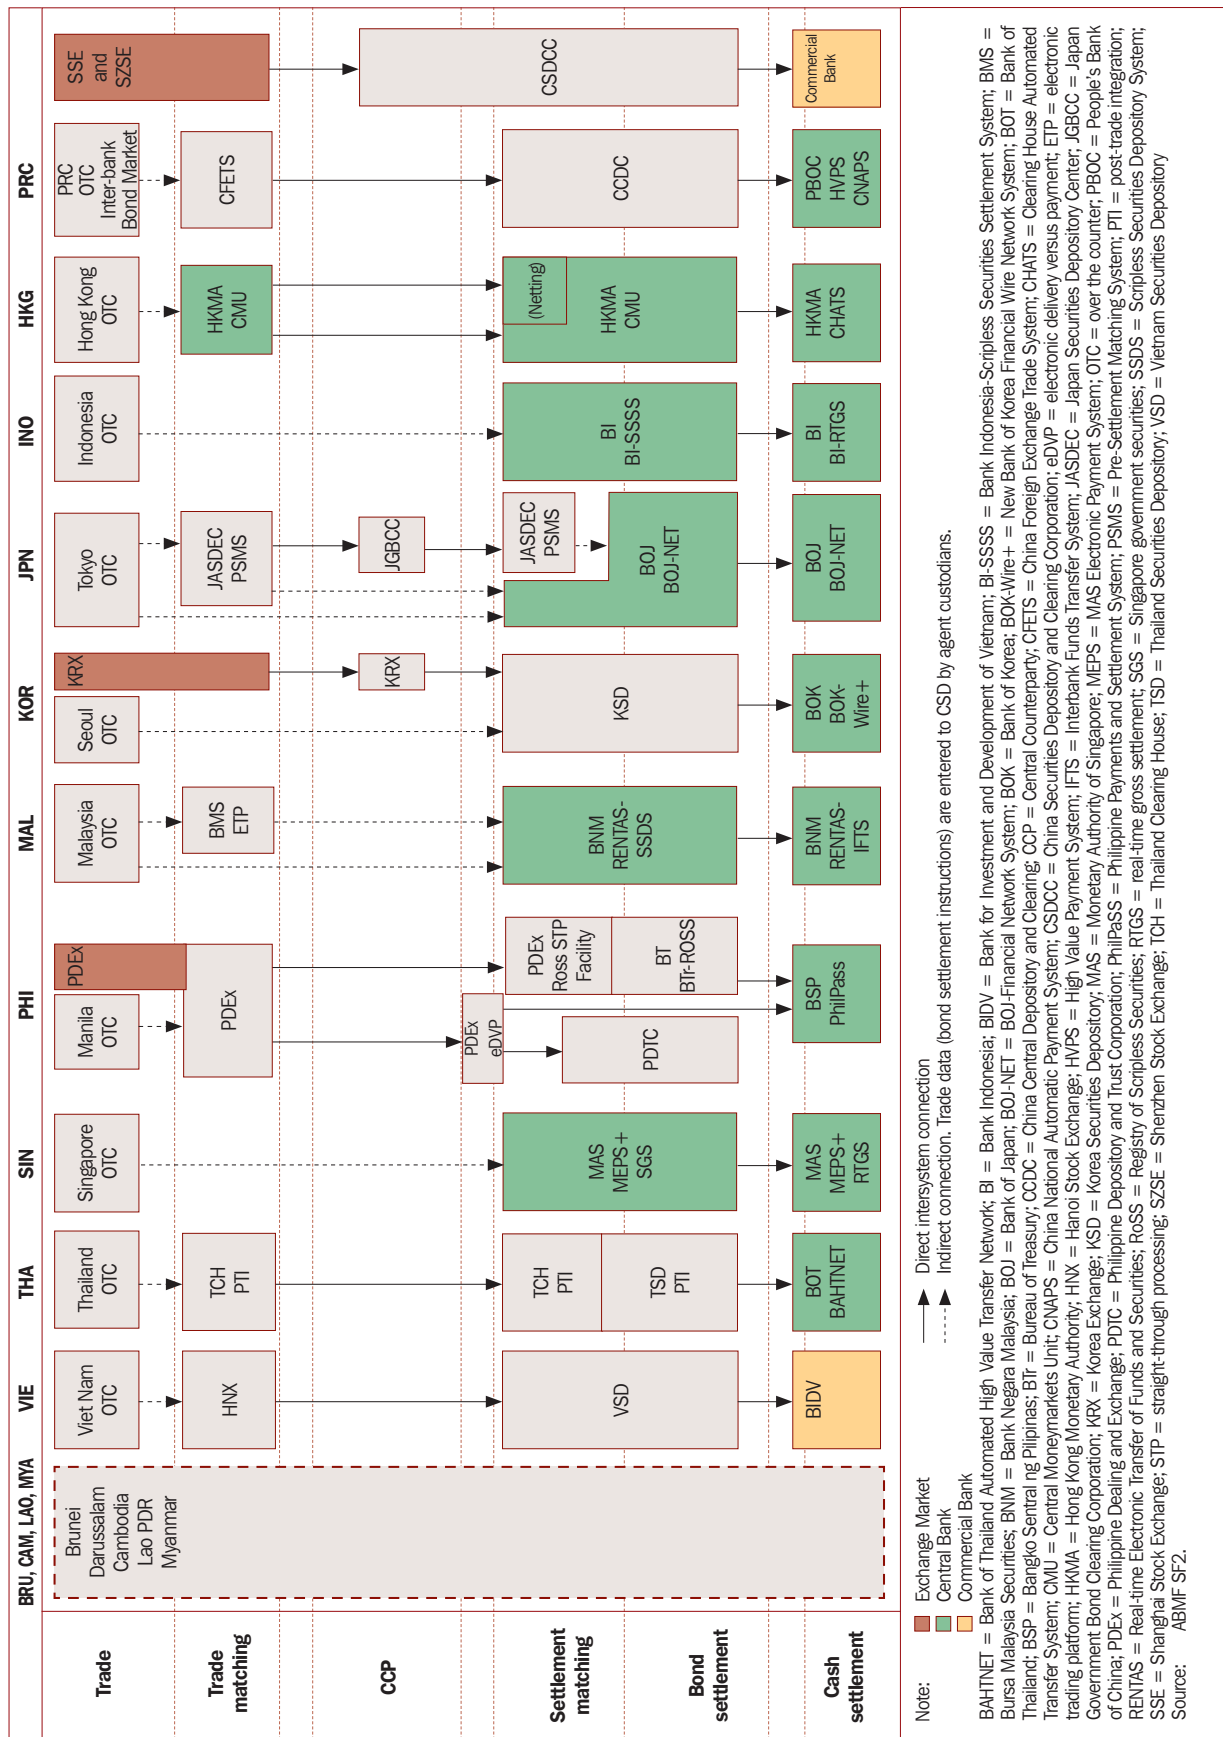 BRU, CAM, LAO, MYA
VIE
THA
SIN
PHI
MAL
KOR
JPN
INO
HKG
PRC
Trade
Brunei
Darussalam
Cambodia
Lao PDR
Myanmar
Viet Nam
OTC
Thailand
OTC
Singapore
OTC
Manila
OTC
PDEx
Malaysia
OTC
Seoul
OTC
KRX
Tokyo
OTC
Indonesia
OTC
Hong Kong
OTC
PRC
OTC
Inter-bank
Bond Market
SSE
and
SZSE
Trade
matching
HNX
TCH
PTI
PDEx
BMS
ETP
JASDEC
PSMS
HKMA
CMU
CFETS
CCP
KRX
JGBCC
CSDCC
PDEx
eDVP
Settlement
matching
VSD
TCH
PTI
MAS
MEPS+
SGS
PDEx
Ross STP
Facility
PDTC
BNM
RENTAS-
SSDS
KSD
JASDEC
PSMS
BI
BI-SSSS
(Netting)
HKMA
CMU
CCDC
Bond
settlement
TSD
PTI
BT
BTr-ROSS
BOJ
BOJ-NET
Cash
settlement
BIDV
BOT
BAHTNET
MAS
MEPS+
RTGS
BSP
PhilPass
BNM
RENTAS-
IFTS
BOK
BOK-
Wire+
BOJ
BOJ-NET
BI
BI-RTGS
HKMA
CHATS
PBOC
HVPS
CNAPS
Commercial
Bank
Note:
Exchange Market
Central Bank
Commercial Bank
Direct intersystem connection
Indirect connection. Trade data (bond settlement instructions) are entered to CSD by agent custodians.
BAHTNET = Bank of Thailand Automated High Value Transfer Network; BI = Bank Indonesia; BIDV = Bank for Investment and Development of Vietnam; BI-SSSS = Bank Indonesia-Scripless Securities Settlement System; BMS =
Bursa Malaysia Securities; BNM = Bank Negara Malaysia; BOJ = Bank of Japan; BOJ-NET = BOJ-Financial Network System; BOK = Bank of Korea; BOK-Wire+ = New Bank of Korea Financial Wire Network System; BOT = Bank of
Thailand; BSP = Bangko Sentral ng Pilipinas; BTr = Bureau of Treasury; CCDC = China Central Depository and Clearing; CCP = Central Counterparty; CFETS = China Foreign Exchange Trade System; CHATS = Clearing House Automated
Transfer System; CMU = Central Moneymarkets Unit; CNAPS = China National Automatic Payment System; CSDCC = China Securities Depository and Clearing Corporation; eDVP = electronic delivery versus payment; ETP = electronic
trading platform; HKMA = Hong Kong Monetary Authority; HNX = Hanoi Stock Exchange; HVPS = High Value Payment System; IFTS = Interbank Funds Transfer System; JASDEC = Japan Securities Depository Center; JGBCC = Japan
Government Bond Clearing Corporation; KRX = Korea Exchange; KSD = Korea Securities Depository; MAS = Monetary Authority of Singapore; MEPS = MAS Electronic Payment System; OTC = over the counter; PBOC = People's Bank
of China; PDEx = Philippine Dealing and Exchange; PDTC = Philippine Depository and Trust Corporation; PhilPaSS = Philippine Payments and Settlement System; PSMS = Pre-Settlement Matching System; PTI = post-trade integration;
RENTAS = Real-time Electronic Transfer of Funds and Securities; RoSS = Registry of Scripless Securities; RTGS = real-time gross settlement; SGS = Singapore government securities; SSDS = Scripless Securities Depository System;
SSE = Shanghai Stock Exchange; STP = straight-through processing; SZSE = Shenzhen Stock Exchange; TCH = Thailand Clearing House; TSD = Thailand Securities Depository; VSD = Vietnam Securities Depository
Source: ABMF SF2.